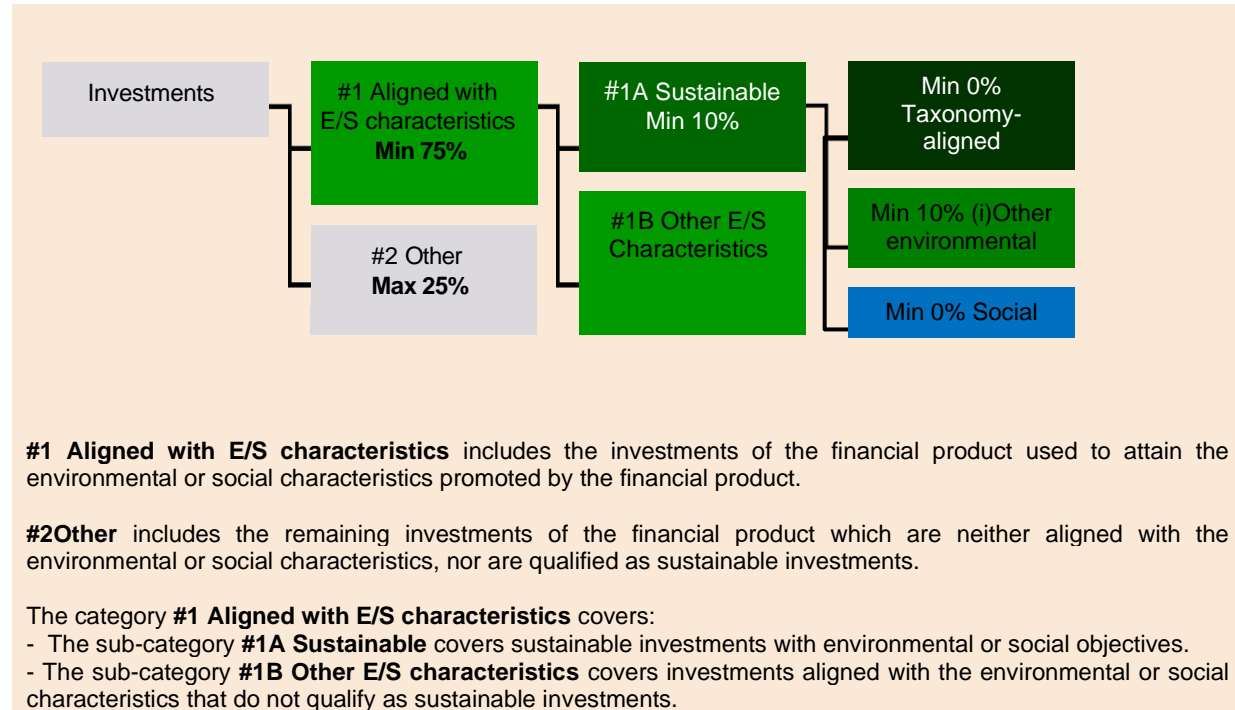 Investments
#1 Aligned with
E/S characteristics
Min 75%
#2 Other
Max 25%
#1A Sustainable
Min 10%
#1B Other E/S
Characteristics
Min 0%
Taxonomy-
aligned
Min 10% (i)Other
environmental
Min 0% Social
#1 Aligned with E/S characteristics includes the investments of the financial product used to attain the
environmental or social characteristics promoted by the financial product.
#2Other includes the remaining investments of the financial product which are neither aligned with the
environmental or social characteristics, nor are qualified as sustainable investments.
The category #1 Aligned with E/S characteristics covers:
- The sub-category #1A Sustainable covers sustainable investments with environmental or social objectives.
- The sub-category #1B Other E/S characteristics covers investments aligned with the environmental or social
characteristics that do not qualify as sustainable investments.